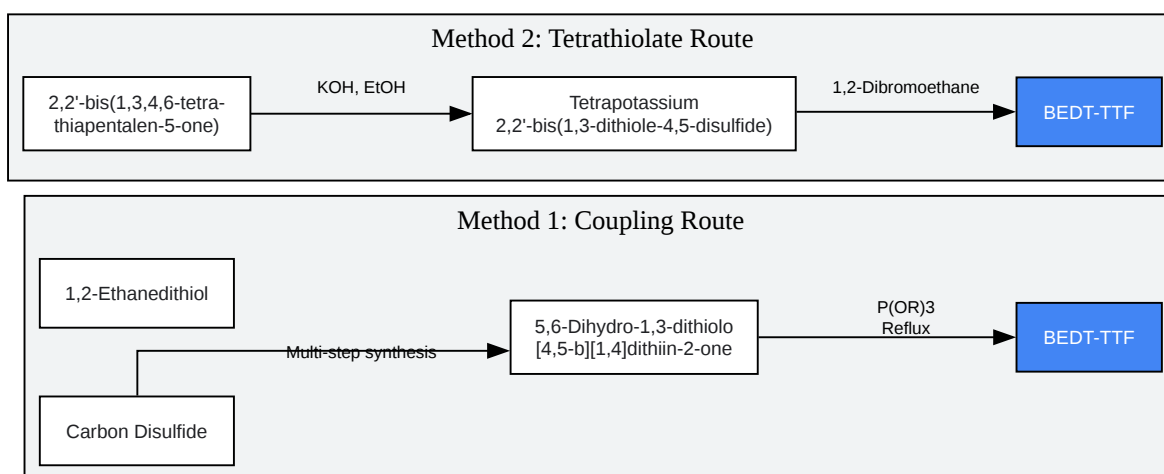 Method 2: Tetrathiolate Route
2,2'-bis(1,3,4,6-tetra-
thiapentalen-5-one)
KOH, EtOH
Tetrapotassium
2,2'-bis(1,3-dithiole-4,5-disulfide)
1,2-Dibromoethane
BEDT-TTF
Method 1: Coupling Route
1,2-Ethanedithiol
Carbon Disulfide
Multi-step synthesis
5,6-Dihydro-1,3-dithiolo
[4,5-b][1,4]dithiin-2-one
P(OR)3
Reflux
BEDT-TTF